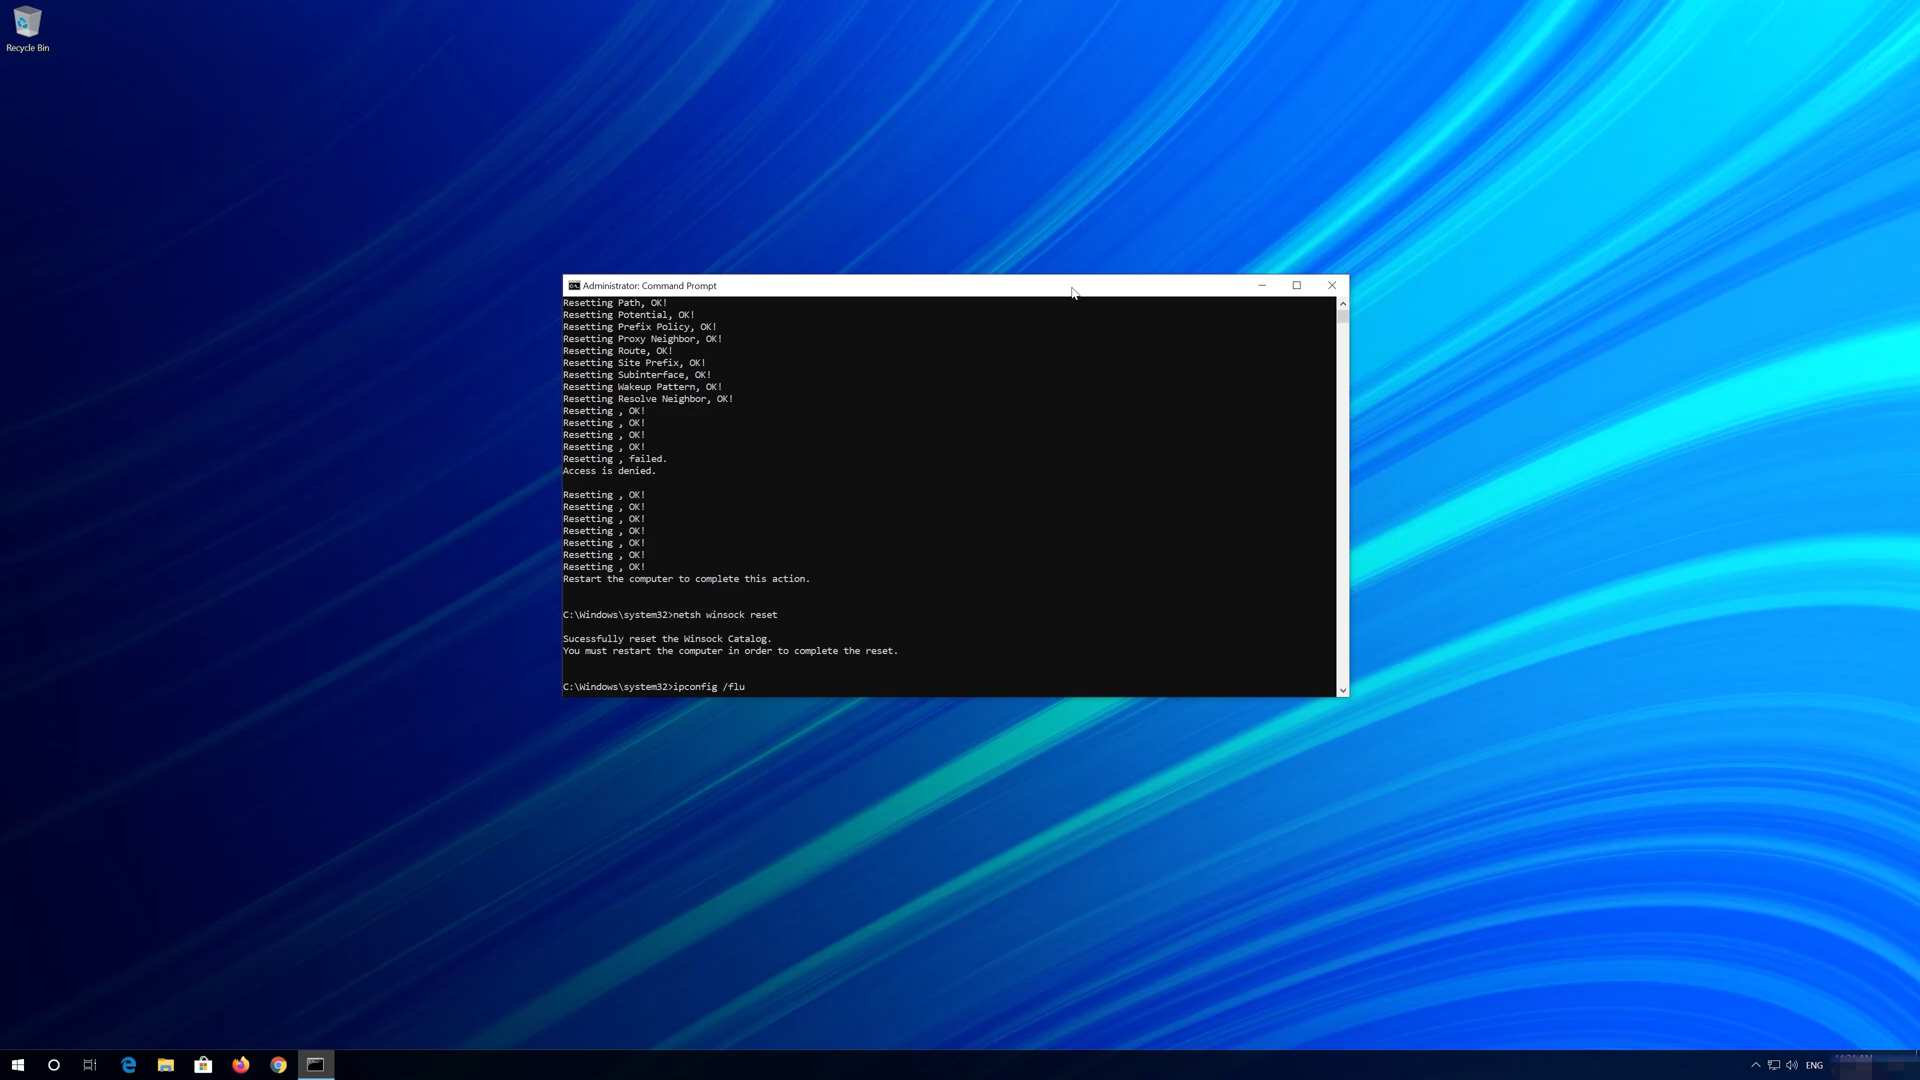 Recycle Bin
Administrator: Command Prompt
Resetting Path, OK!
Resetting Potential, OK!
Resetting Prefix Policy, OK!
Resetting Proxy Neighbor, OK!
Resetting Route, OK!
Resetting Site Prefix, OK!
Resetting Subinterface, OK!
Resetting Wakeup Pattern, OK!
Resetting Resolve Neighbor, OK!
Resetting , OK!
Resetting , OK!
Resetting , OK!
Resetting , OK!
Resetting , failed.
Access is denied.
Resetting , OK!
Resetting , OK!
Resetting , OK!
Resetting , OK!
Resetting , OK!
Resetting , OK!
Resetting , OK!
Restart the computer to complete this action.
C:\Windows\system32>netsh winsock reset
Sucessfully reset the Winsock Catalog.
You must restart the computer in order to complete the reset.
C:\Windows\system32>ipconfig /flu
ENG